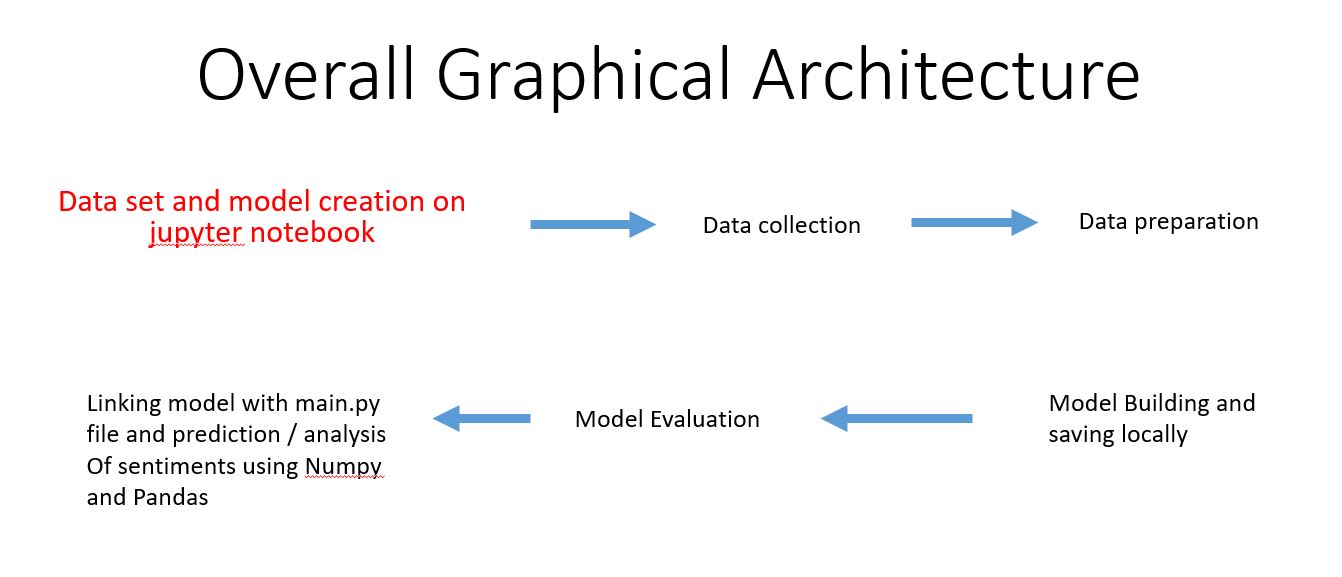 Overall Graphical Architecture
Data set and model creation on
jupyter notebook
Data collection
Data preparation
Linking model with main.py
file and prediction / analysis
Of sentiments using Numpy
and Pandas
Model Evaluation
Model Building and
saving locally